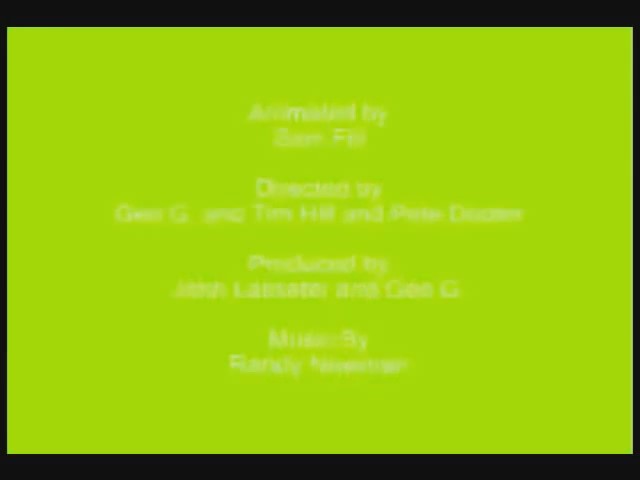 Animated by
Directed by
Geo G. and Tim Hill and Pete Docter
Produced by
John Lasseter and Geo G.
Music By
Randy Newman